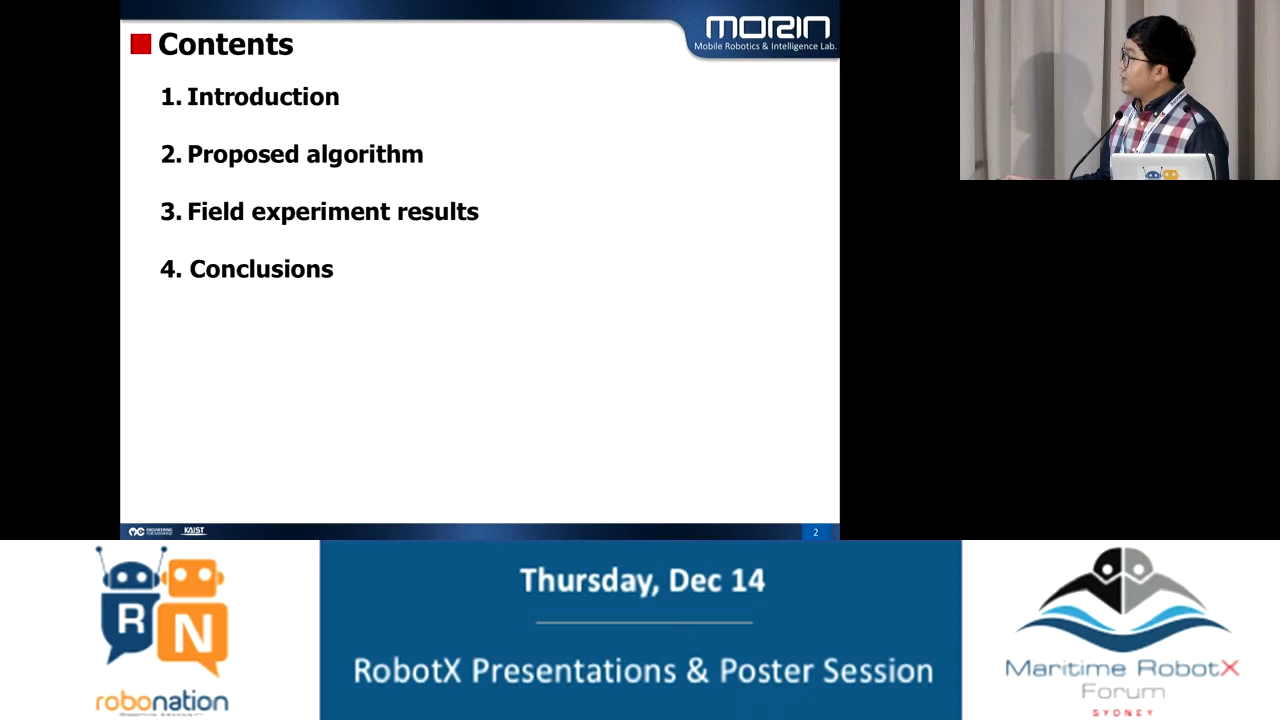 Contents
MORIN
Mobile Robotics & Intelligence Lab.
1. Introduction
2. Proposed algorithm
3. Field experiment results
4. Conclusions
KAIST
2
RN
robonation
Thursday, Dec 14
RobotX Presentations & Poster Session
Maritime RobotX
Forum
SYDNEY